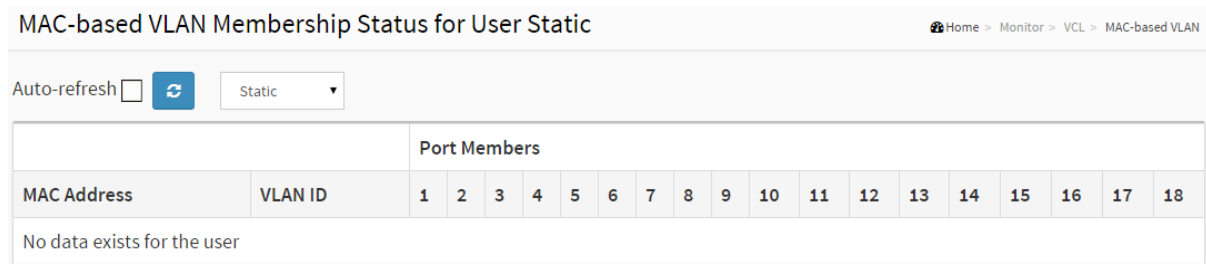 MAC-based VLAN Membership Status for User Static
Home > Monitor > VCL > MAC-based VLAN
Auto-refresh
Static
Port Members
MAC Address VLAN ID 1 2 3 4 5 6 7 8 9 10 11 12 13 14 15 16 17 18
No data exists for the user